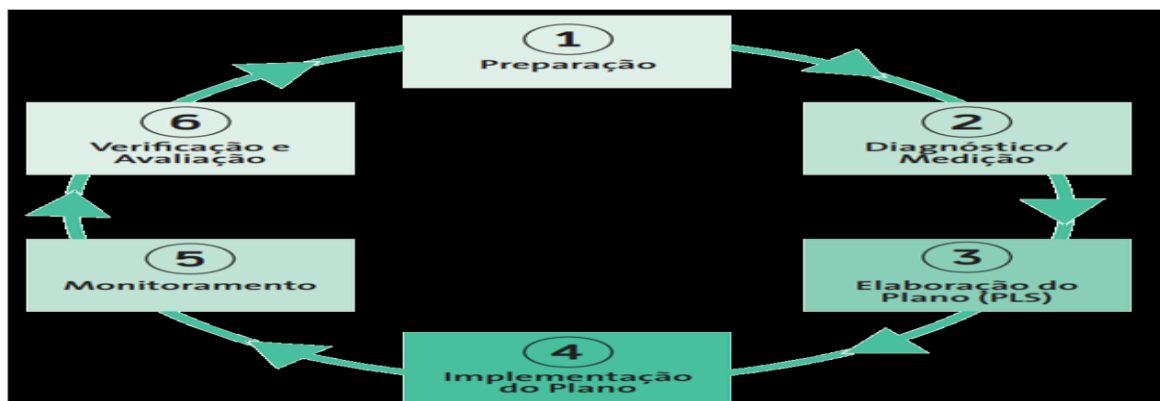 1
Preparação
2
Diagnóstico/
Medição
3
Elaboração do
Plano (PLS)
4
Implementação
do Plano
5
Monitoramento
6
Verificação e
Avaliação